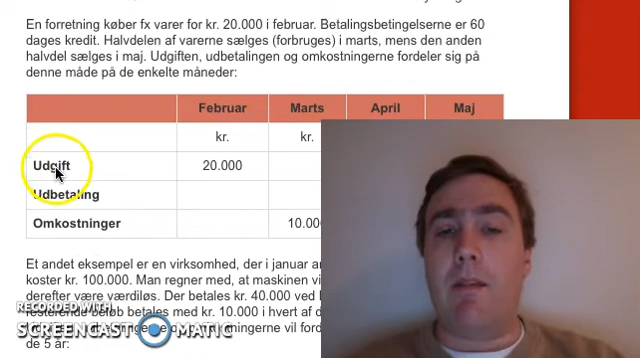 En forretning køber fx varer for kr. 20.000 i februar. Betalingsbetingelserne er 60
dages kredit. Halvdelen af varerne sælges (forbruges) i marts, mens den anden
halvdel sælges i maj. Udgiften, udbetalingen og omkostningerne fordeler sig på
denne måde på de enkelte måneder:
Februar Marts April Maj
kr. kr.
Udgift 20.000
Udbetaling
Omkostninger 10.00
Et andet eksempel er en virksomhed, der i januar
koster kr. 100.000. Man regner med, at maskinen
derefter være værdiløs. Der betales kr. 40.000 ved
resterende beløb betales med kr. 10.000 i hvert af
RECORDED WITH
SCREENCAST O MATIC
de 5 år: